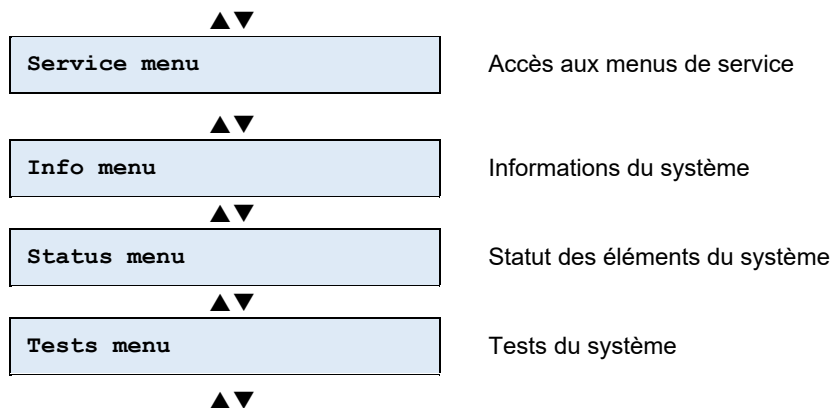 ▲▼
Service menu Accès aux menus de service
▲▼
Info menu Informations du système
▲▼
Status menu Statut des éléments du système
▲▼
Tests menu Tests du système
▲▼